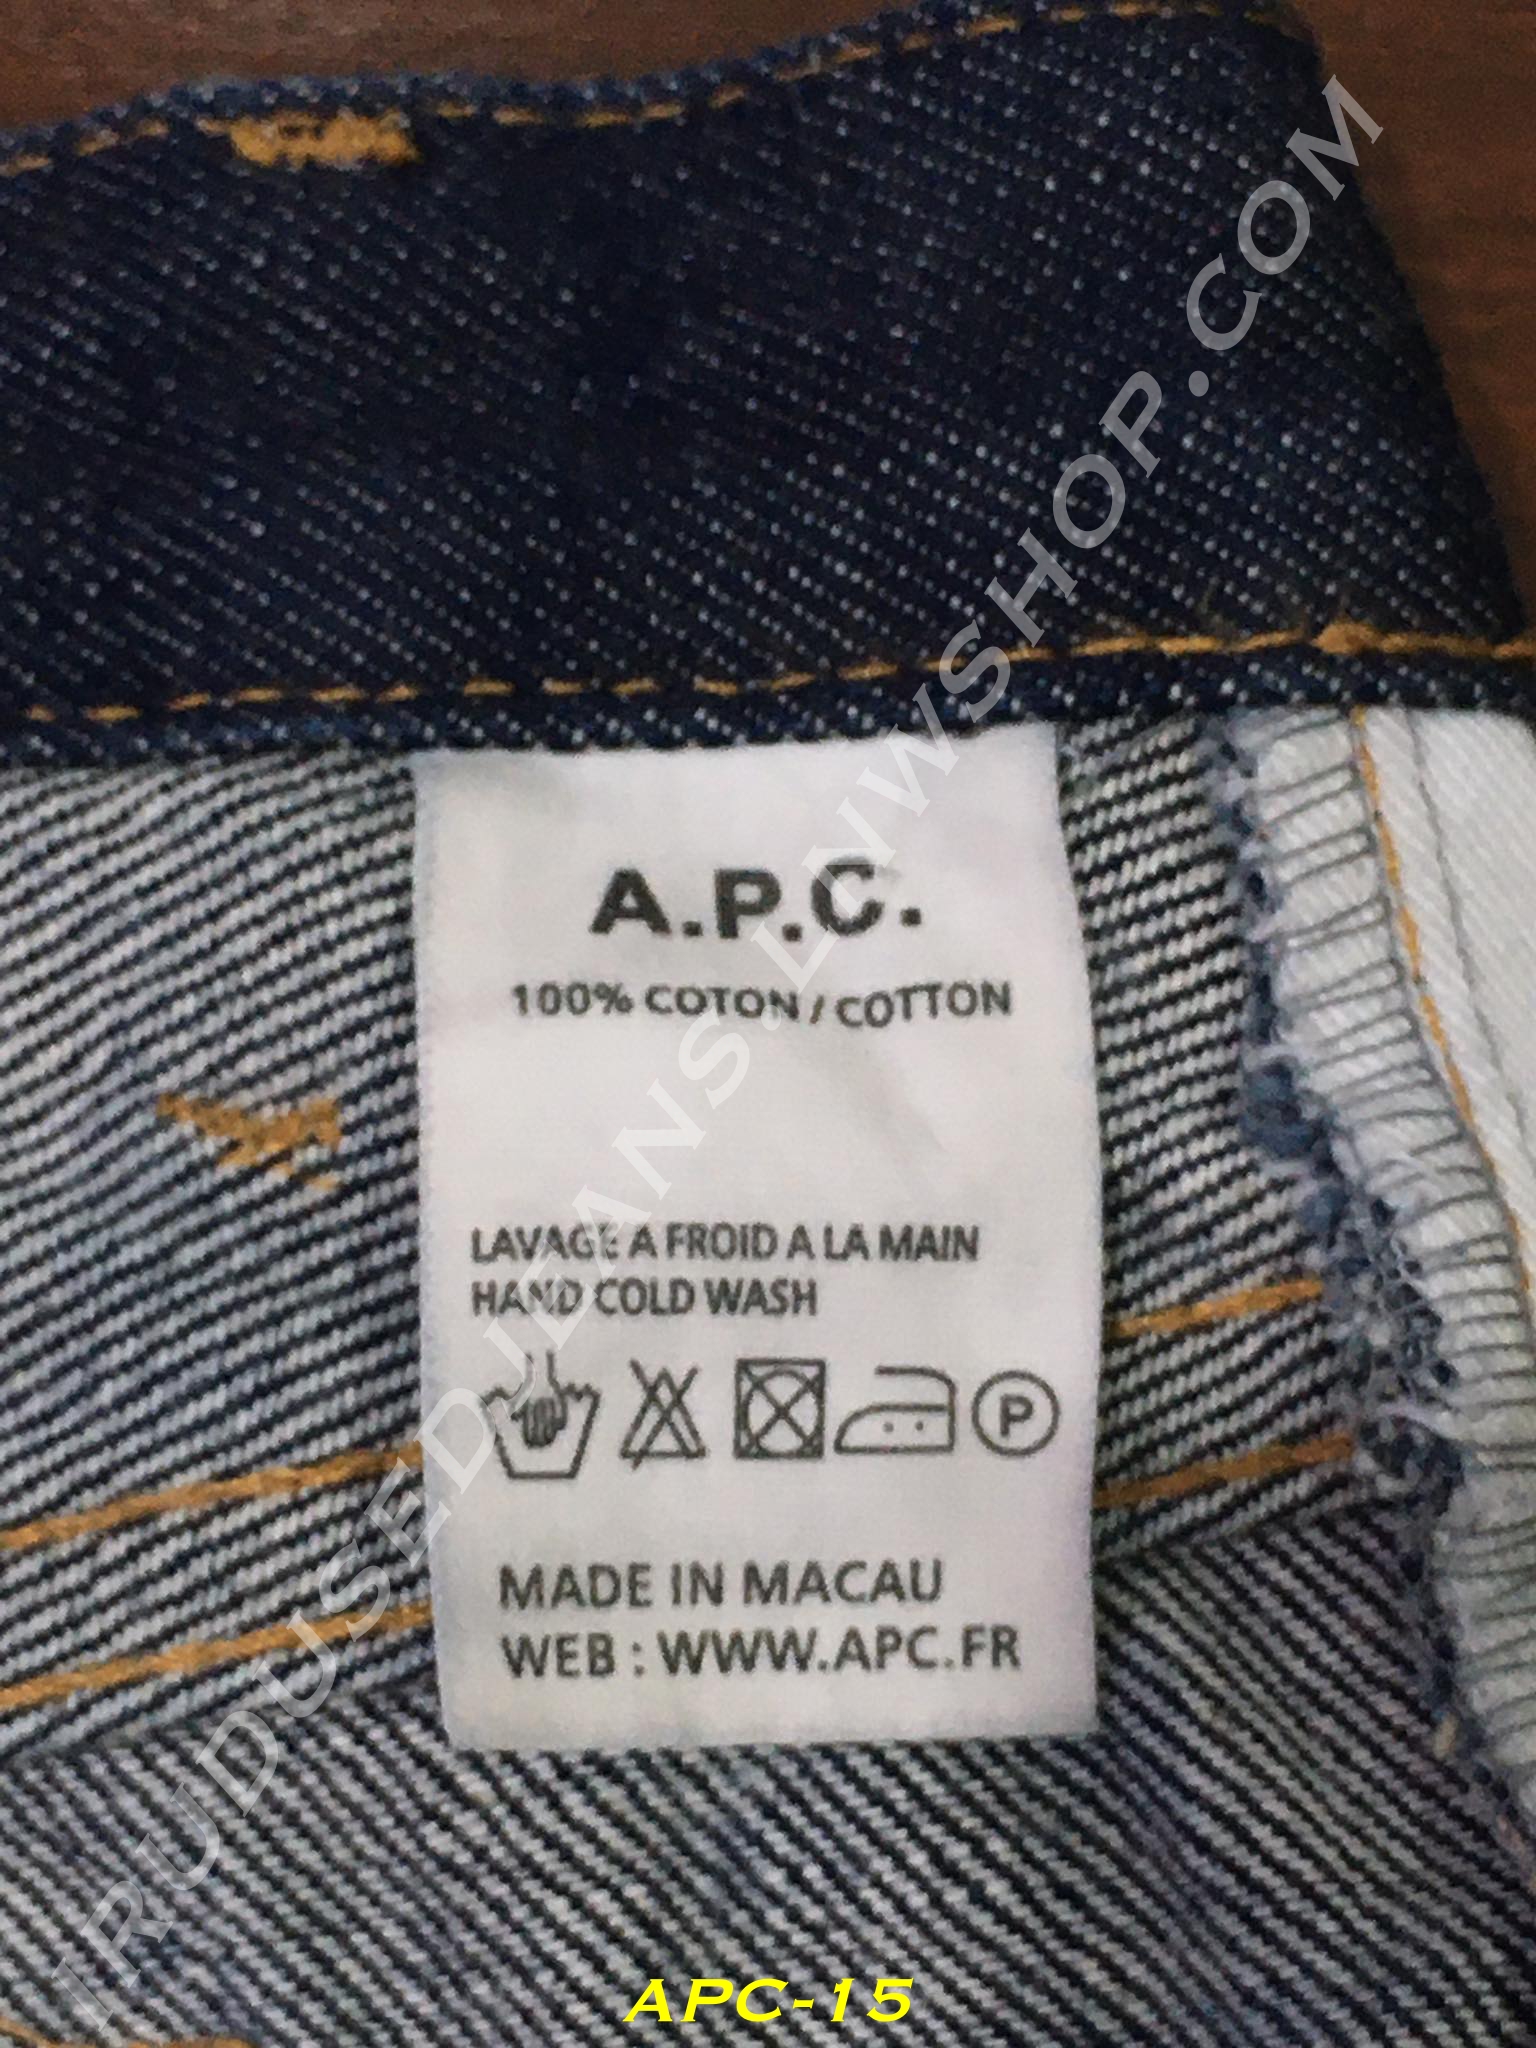 A.P.C.
100% COTON / COTTON
LAVAGE A FROID A LA MAIN
HAND COLD WASH
P
MADE IN MACAU
WEB : WWW.APC.FR
IRUDUSEDJEANS.LNWSHOP.COM
APC-15